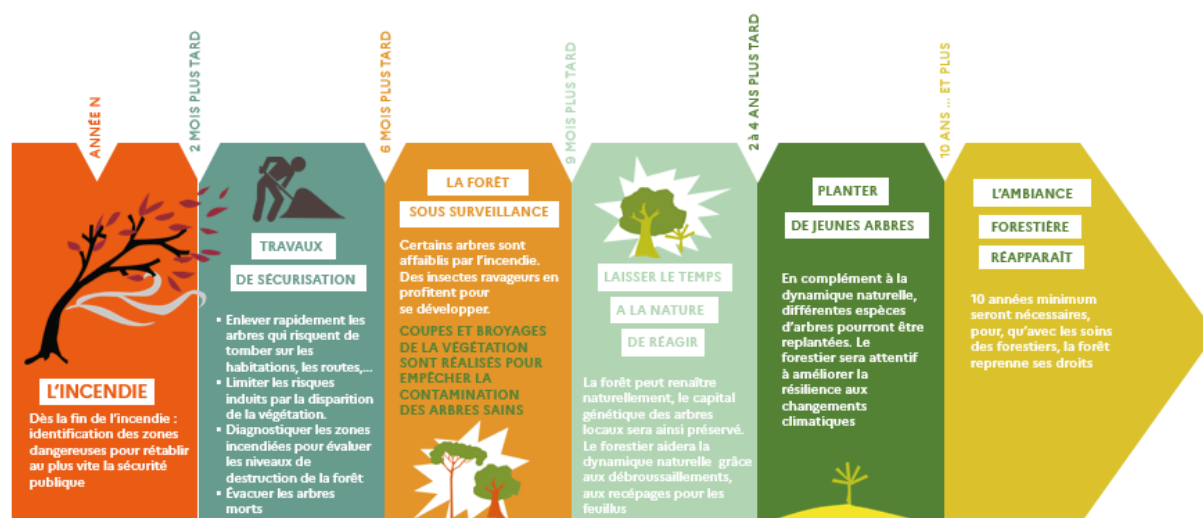 ANNÉE N
L'INCENDIE
Dès la fin de l'incendie :
identification des zones
dangereuses pour rétablir
au plus vite la sécurité
publique
2 MOIS PLUS TARD
TRAVAUX
DE SÉCURISATION
▪ Enlever rapidement les
arbres qui risquent de
tomber sur les
habitations, les routes,...
▪ Limiter les risques
induits par la disparition
de la végétation.
▪ Diagnostiquer les zones
incendiées pour évaluer
les niveaux de
destruction de la forêt
▪ Évacuer les arbres
morts
6 MOIS PLUS TARD
LA FORÊT
SOUS SURVEILLANCE
Certains arbres sont
affaiblis par l'incendie.
Des insectes ravageurs en
profitent pour
se développer.
COUPES ET BROYAGES
DE LA VÉGÉTATION
SONT RÉALISÉS POUR
EMPÊCHER LA
CONTAMINATION
DES ARBRES SAINS
9 MOIS PLUS TARD
LAISSER LE TEMPS
A LA NATURE
DE RÉAGIR
La forêt peut renaître
naturellement, le capital
génétique des arbres
locaux sera ainsi préservé.
Le forestier aidera la
dynamique naturelle grâce
aux débroussaillements,
aux recépages pour les
feuillus
2 à 4 ANS PLUS TARD
PLANTER
DE JEUNES ARBRES
En complément à la
dynamique naturelle,
différentes espèces
d'arbres pourront être
replantées. Le
forestier sera attentif
à améliorer la
résilience aux
changements
climatiques
10 ANS ... ET PLUS
L'AMBIANCE
FORESTIÈRE
RÉAPPARAÎT
10 années minimum
seront nécessaires,
pour, qu'avec les soins
des forestiers, la forêt
reprenne ses droits